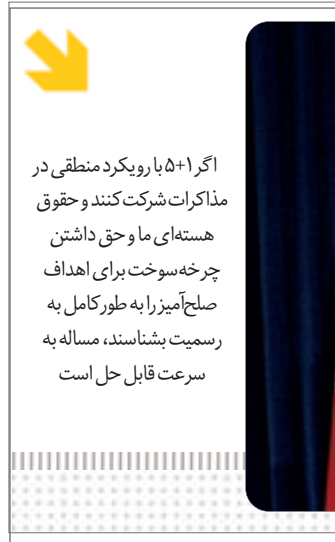 اگر ۱+۵ با رویکرد منطقی در
مذاکرات شرکت کنند و حقوق
هسته‌ای ما و حق داشتن
چرخه سوخت برای اهداف
صلح‌آمیز را به طور کامل به
رسمیت بشناسند، مساله به
سرعت قابل حل است